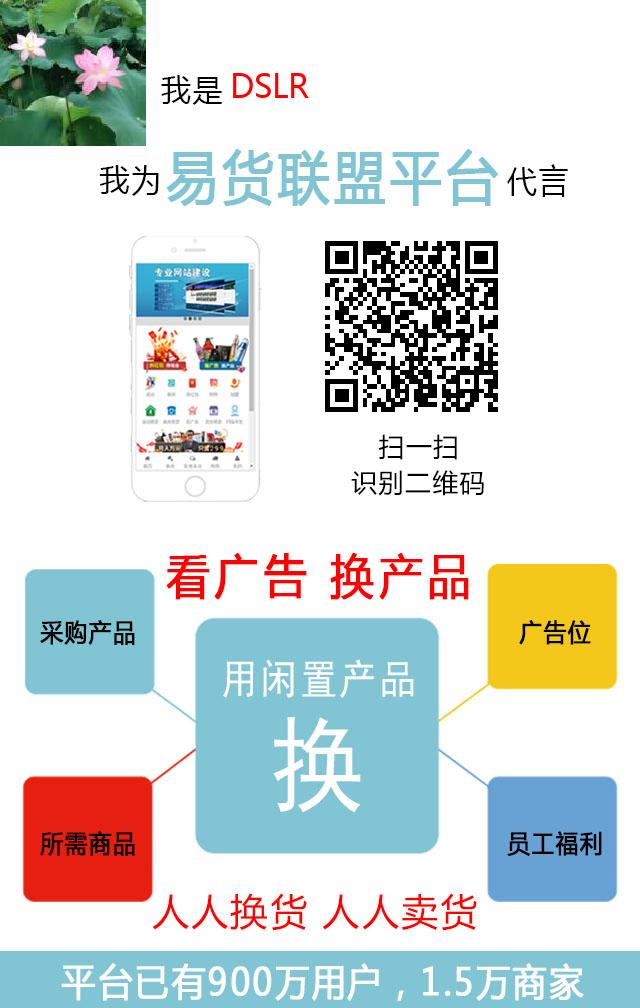 我是 DSLR
我为 易货联盟平台 代言
专业网站建设
扫一扫
识别二维码
看广告 换产品
采购产品
广告位
用闲置产品
换
所需商品
员工福利
人人换货 人人卖货
平台已有900万用户，1.5万商家